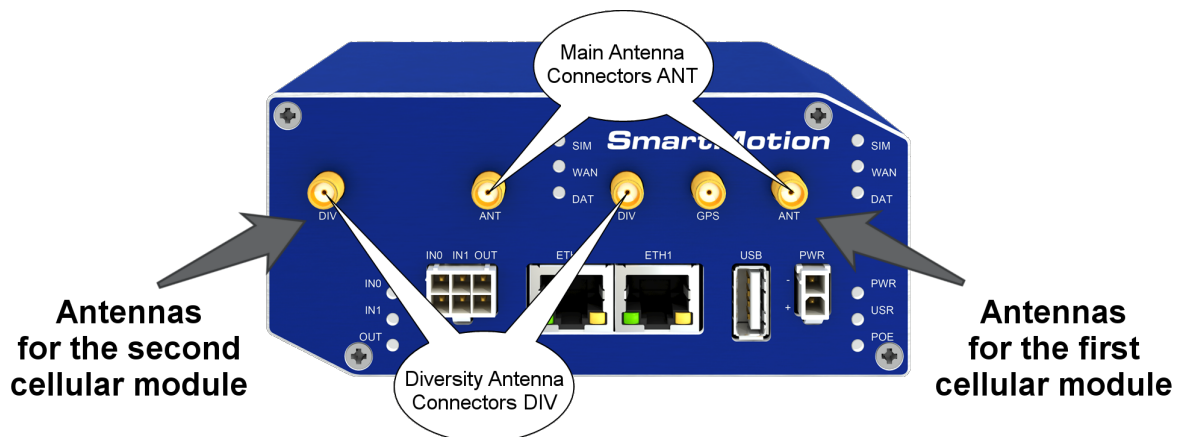 Main Antenna
Connectors ANT
SIM
SmartMotion
SIM
WAN
WAN
DAT
DAT
DIV
ANT
DIV
GPS
ANT
IN0 IN1 OUT
ETH1
USB
PWR
-
+
IN0
IN1
OUT
PWR
USR
POE
Antennas
for the second
cellular module
Diversity Antenna
Connectors DIV
Antennas
for the first
cellular module